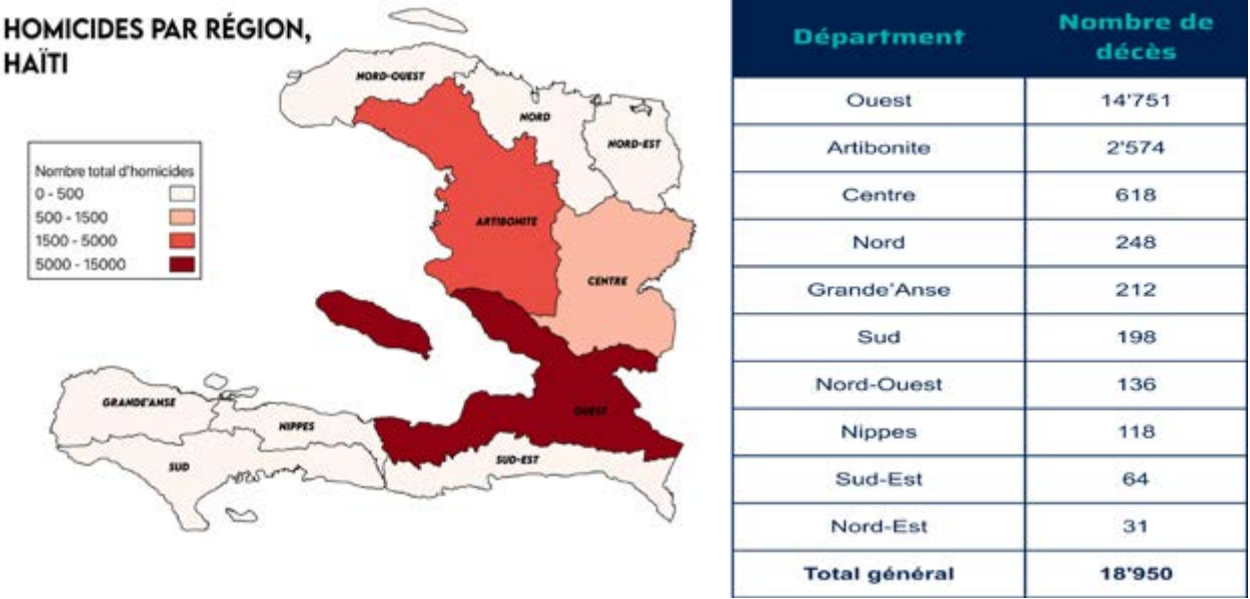 HOMICIDES PAR RÉGION,
HAÏTI
Nombre total d'homicides
0 - 500
500 - 1500
1500 - 5000
5000 - 15000
NORD-OUEST
NORD
NORD-EST
ARTIBONITE
CENTRE
GRANDE'ANSE
NIPPES
OUEST
SUD
SUD-EST
Départment Nombre de décès
Ouest 14'751
Artibonite 2'574
Centre 618
Nord 248
Grande'Anse 212
Sud 198
Nord-Ouest 136
Nippes 118
Sud-Est 64
Nord-Est 31
Total général 18'950